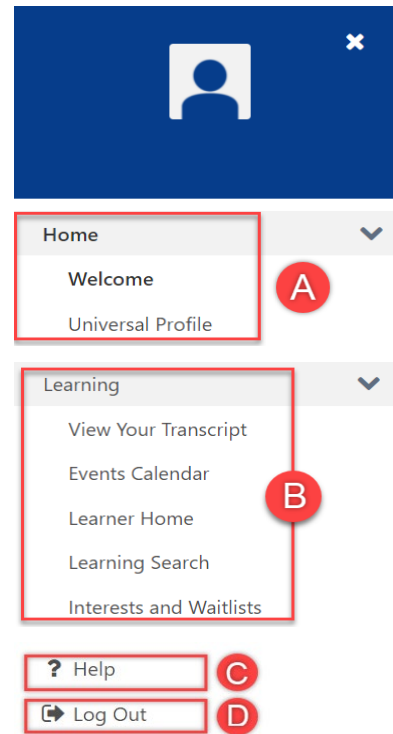 Home
Welcome
A
Universal Profile
Learning
View Your Transcript
Events Calendar
B
Learner Home
Learning Search
Interests and Waitlists
? Help
C
Log Out
D